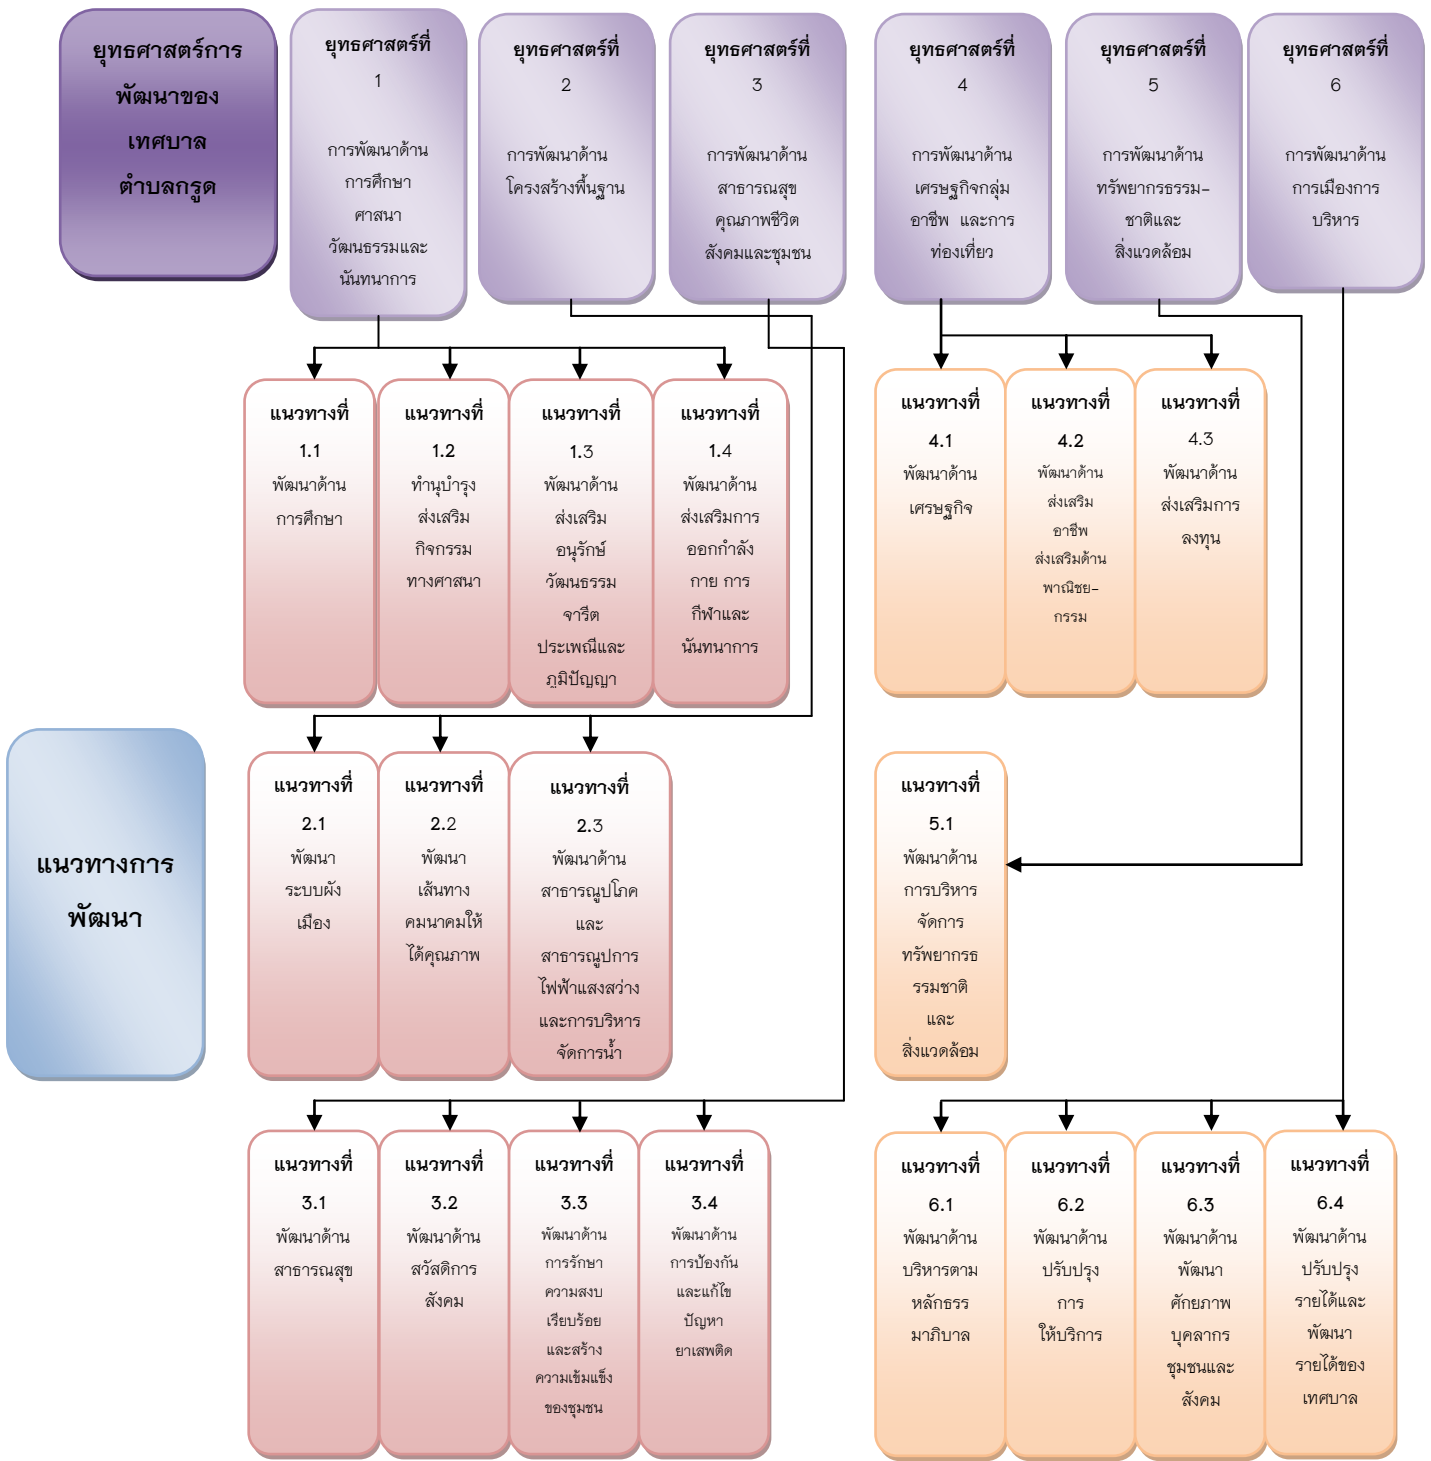 ยุทธศาสตร์การ
พัฒนาของ
เทศบาล
ตำบลกรูด
ยุทธศาสตร์ที่
1
การพัฒนาด้าน
การศึกษา
ศาสนา
วัฒนธรรมและ
นันทนาการ
ยุทธศาสตร์ที่
2
การพัฒนาด้าน
โครงสร้างพื้นฐาน
ยุทธศาสตร์ที่
3
การพัฒนาด้าน
สาธารณสุข
คุณภาพชีวิต
สังคมและชุมชน
ยุทธศาสตร์ที่
4
การพัฒนาด้าน
เศรษฐกิจกลุ่ม
อาชีพ และการ
ท่องเที่ยว
ยุทธศาสตร์ที่
5
การพัฒนาด้าน
ทรัพยากรธรรม-
ชาติและ
สิ่งแวดล้อม
ยุทธศาสตร์ที่
6
การพัฒนาด้าน
การเมืองการ
บริหาร
แนวทางที่
1.1
พัฒนาด้าน
การศึกษา
แนวทางที่
1.2
ทำนุบำรุง
ส่งเสริม
กิจกรรม
ทางศาสนา
แนวทางที่
1.3
พัฒนาด้าน
ส่งเสริม
อนุรักษ์
วัฒนธรรม
จารีต
ประเพณีและ
ภูมิปัญญา
แนวทางที่
1.4
พัฒนาด้าน
ส่งเสริมการ
ออกกำลัง
กาย การ
กีฬาและ
นันทนาการ
แนวทางที่
4.1
พัฒนาด้าน
เศรษฐกิจ
แนวทางที่
4.2
พัฒนาด้าน
ส่งเสริม
อาชีพ
ส่งเสริมด้าน
พาณิชย-
กรรม
แนวทางที่
4.3
พัฒนาด้าน
ส่งเสริมการ
ลงทุน
แนวทางการ
พัฒนา
แนวทางที่
2.1
พัฒนา
ระบบผัง
เมือง
แนวทางที่
2.2
พัฒนา
เส้นทาง
คมนาคมให้
ได้คุณภาพ
แนวทางที่
2.3
พัฒนาด้าน
สาธารณูปโภค
และ
สาธารณูปการ
ไฟฟ้าแสงสว่าง
และการบริหาร
จัดการน้ำ
แนวทางที่
5.1
พัฒนาด้าน
การบริหาร
จัดการ
ทรัพยากรธ
รรมชาติ
และ
สิ่งแวดล้อม
แนวทางที่
3.1
พัฒนาด้าน
สาธารณสุข
แนวทางที่
3.2
พัฒนาด้าน
สวัสดิการ
สังคม
แนวทางที่
3.3
พัฒนาด้าน
การรักษา
ความสงบ
เรียบร้อย
และสร้าง
ความเข้มแข็ง
ของชุมชน
แนวทางที่
3.4
พัฒนาด้าน
การป้องกัน
และแก้ไข
ปัญหา
ยาเสพติด
แนวทางที่
6.1
พัฒนาด้าน
บริหารตาม
หลักธรร
มาภิบาล
แนวทางที่
6.2
พัฒนาด้าน
ปรับปรุง
การ
ให้บริการ
แนวทางที่
6.3
พัฒนาด้าน
พัฒนา
ศักยภาพ
บุคลากร
ชุมชนและ
สังคม
แนวทางที่
6.4
พัฒนาด้าน
ปรับปรุง
รายได้และ
พัฒนา
รายได้ของ
เทศบาล